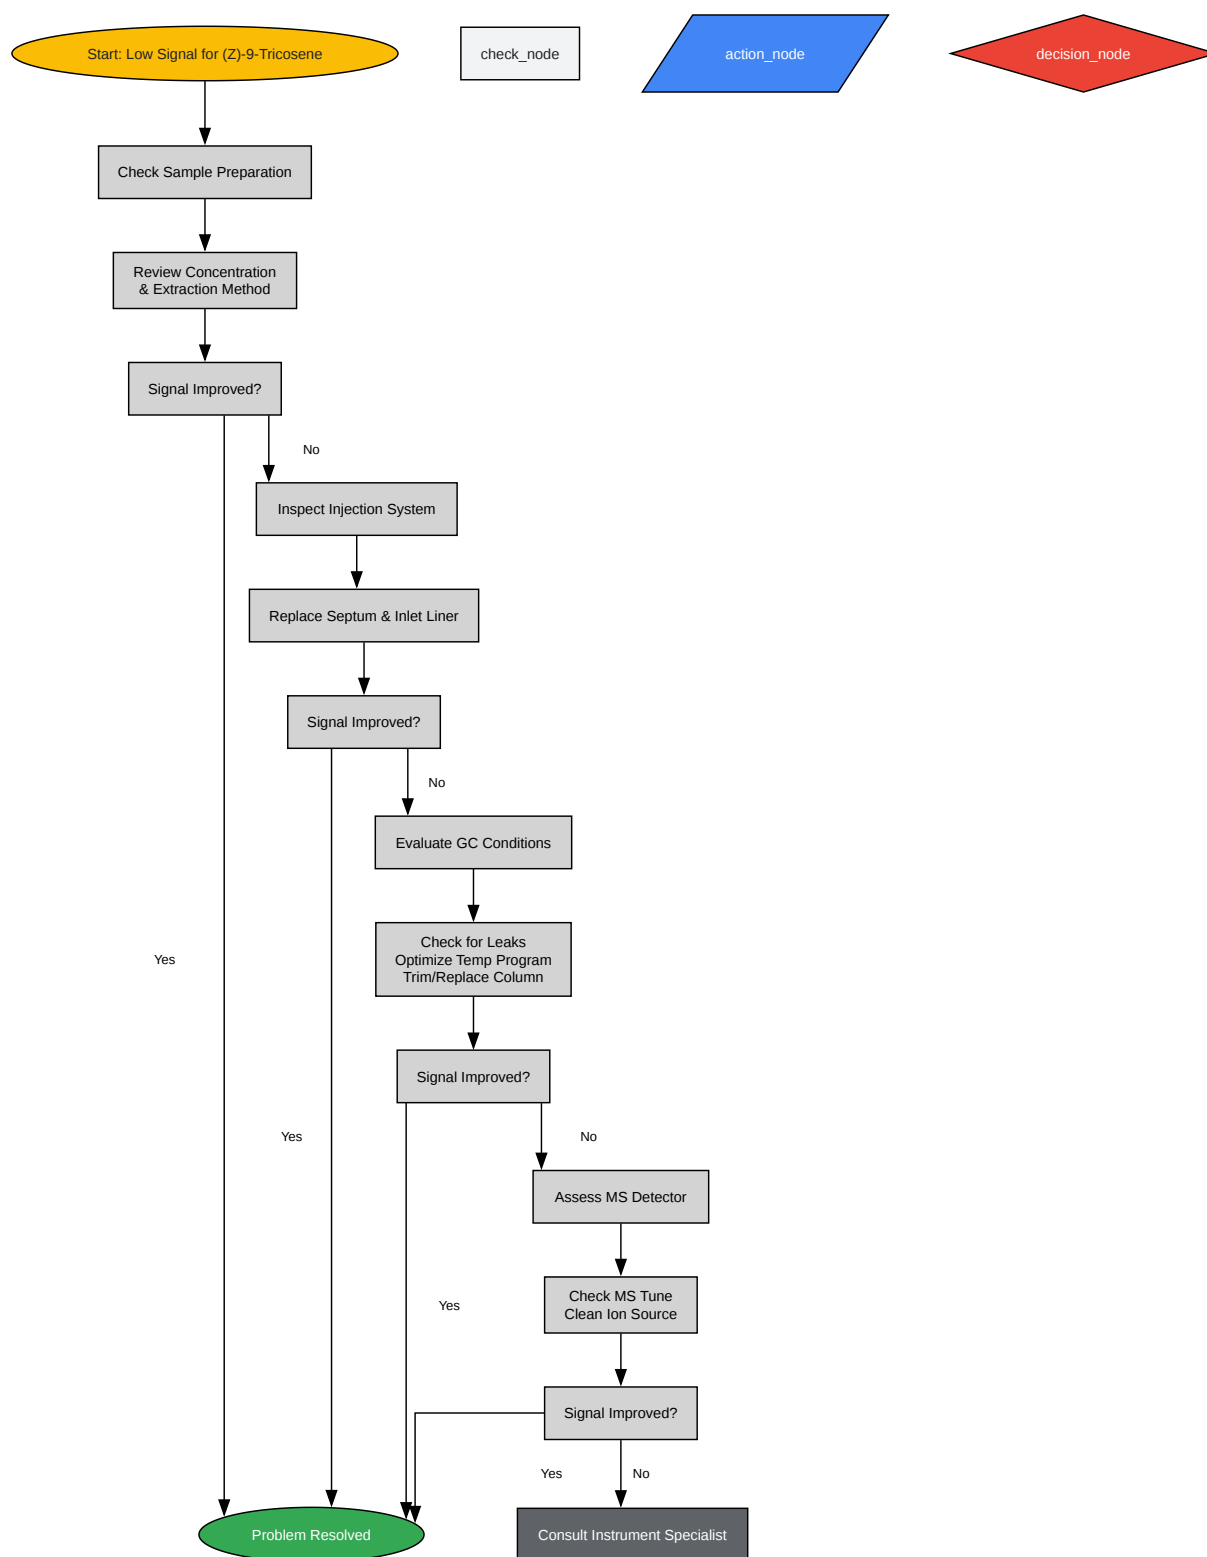 Start: Low Signal for (Z)-9-Tricosene
check_node
action_node
decision_node
Check Sample Preparation
Review Concentration
& Extraction Method
Signal Improved?
No
Inspect Injection System
Replace Septum & Inlet Liner
Signal Improved?
No
Evaluate GC Conditions
Check for Leaks
Optimize Temp Program
Trim/Replace Column
Yes
Signal Improved?
Yes
No
Assess MS Detector
Check MS Tune
Clean Ion Source
Yes
Signal Improved?
Yes
No
Problem Resolved
Consult Instrument Specialist